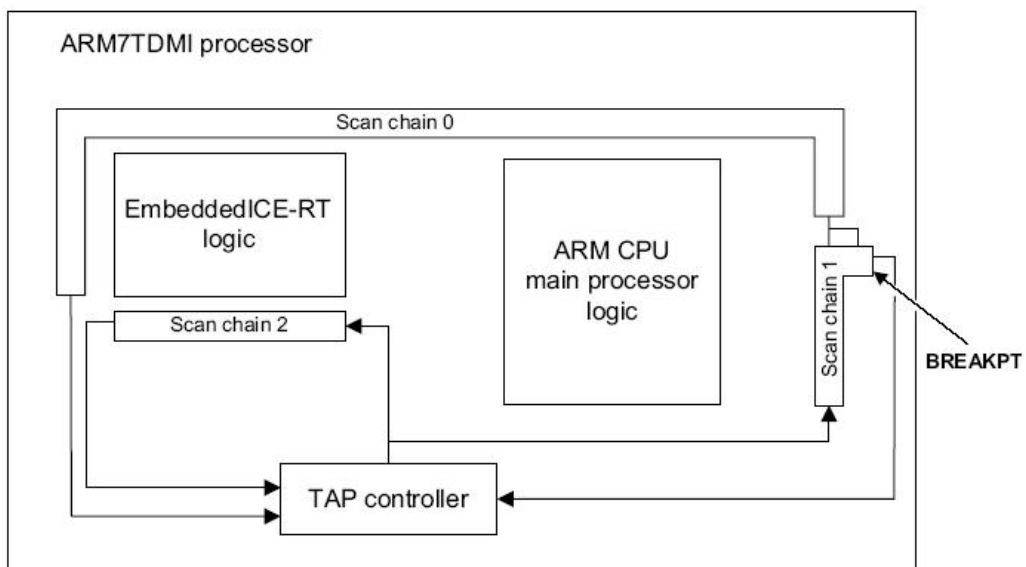 ARM7TDMI processor
Scan chain 0
EmbeddedICE-RT
logic
ARM CPU
main processor
logic
Scan chain 1
BREAKPT
Scan chain 2
TAP controller